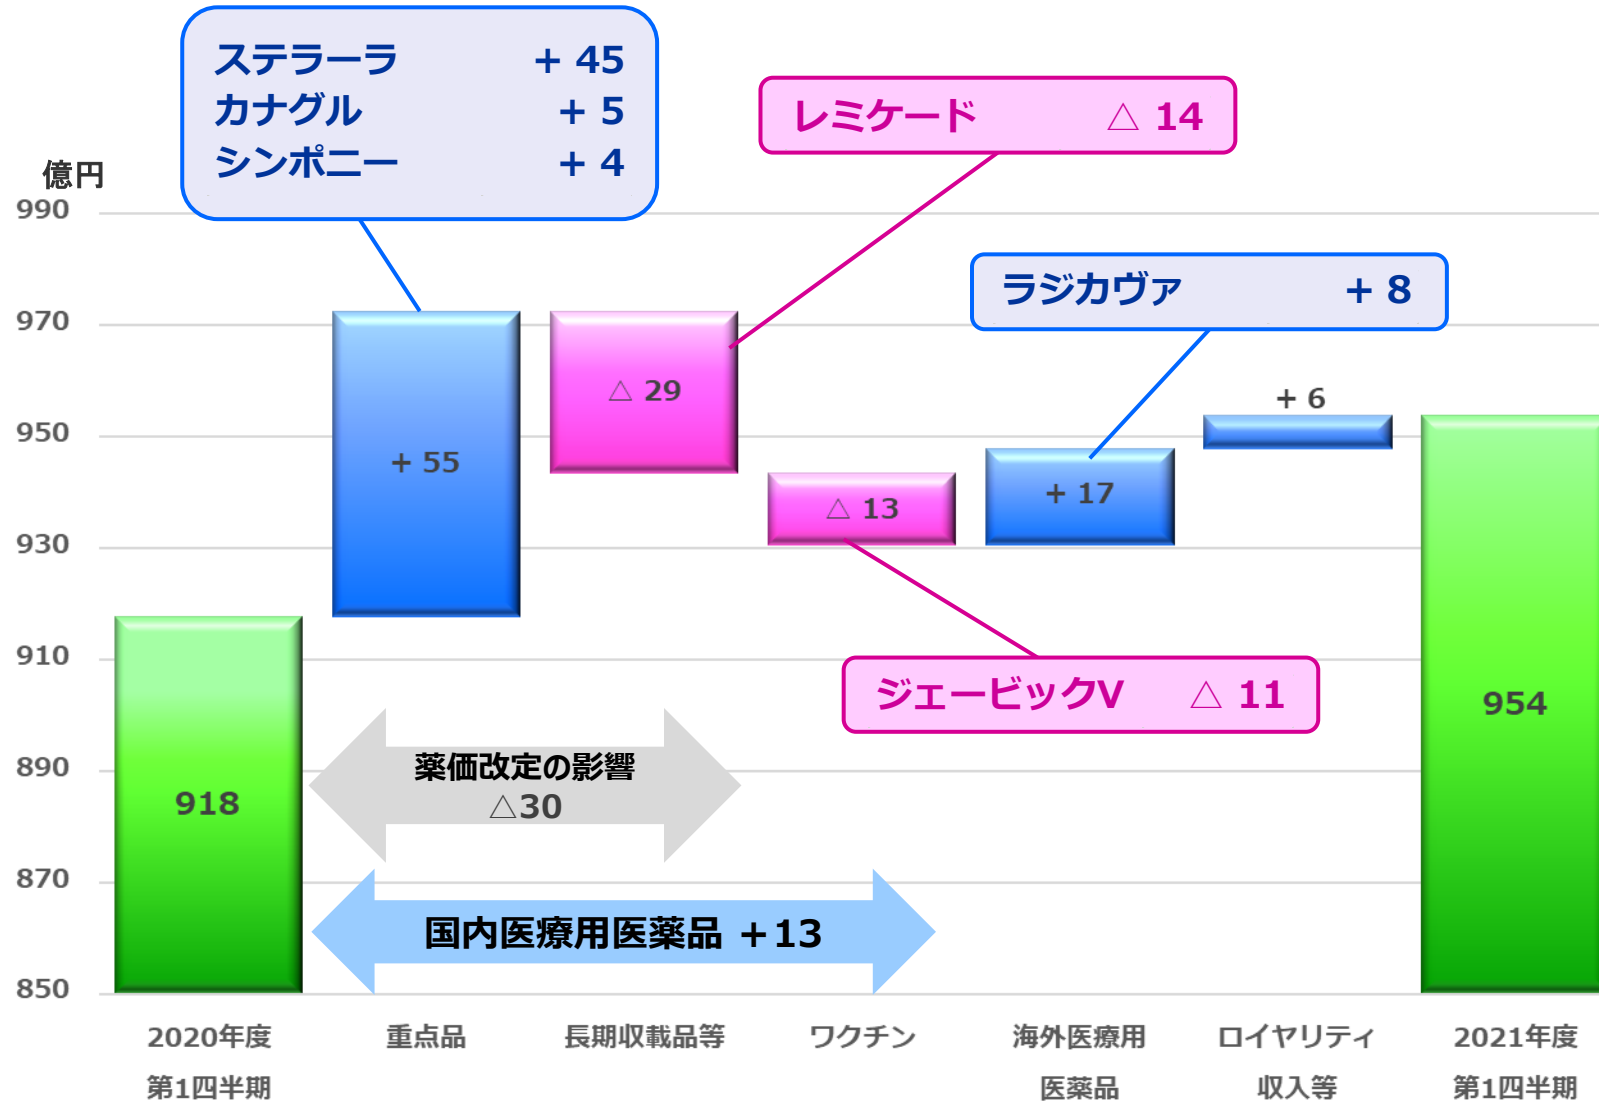 ステラーラ + 45
カナグル + 5
シンポニー + 4
レミケード △ 14
億円
990
ラジカヴァ + 8
970
950
930
910
890
870
850
+ 55
△ 29
△ 13
+ 17
+ 6
ジェービックV △ 11
918
954
薬価改定の影響
△30
国内医療用医薬品 +13
2020年度
第1四半期
重点品
長期収載品等
ワクチン
海外医療用
医薬品
ロイヤリティ
収入等
2021年度
第1四半期